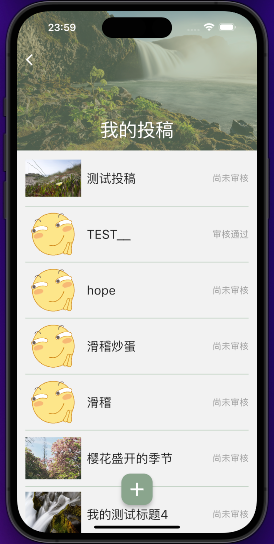 23:59
我的投稿
测试投稿 尚未审核
TEST__ 审核通过
hope 尚未审核
滑稽炒蛋 尚未审核
滑稽 尚未审核
樱花盛开的季节 尚未审核
我的测试标题4 尚未审核